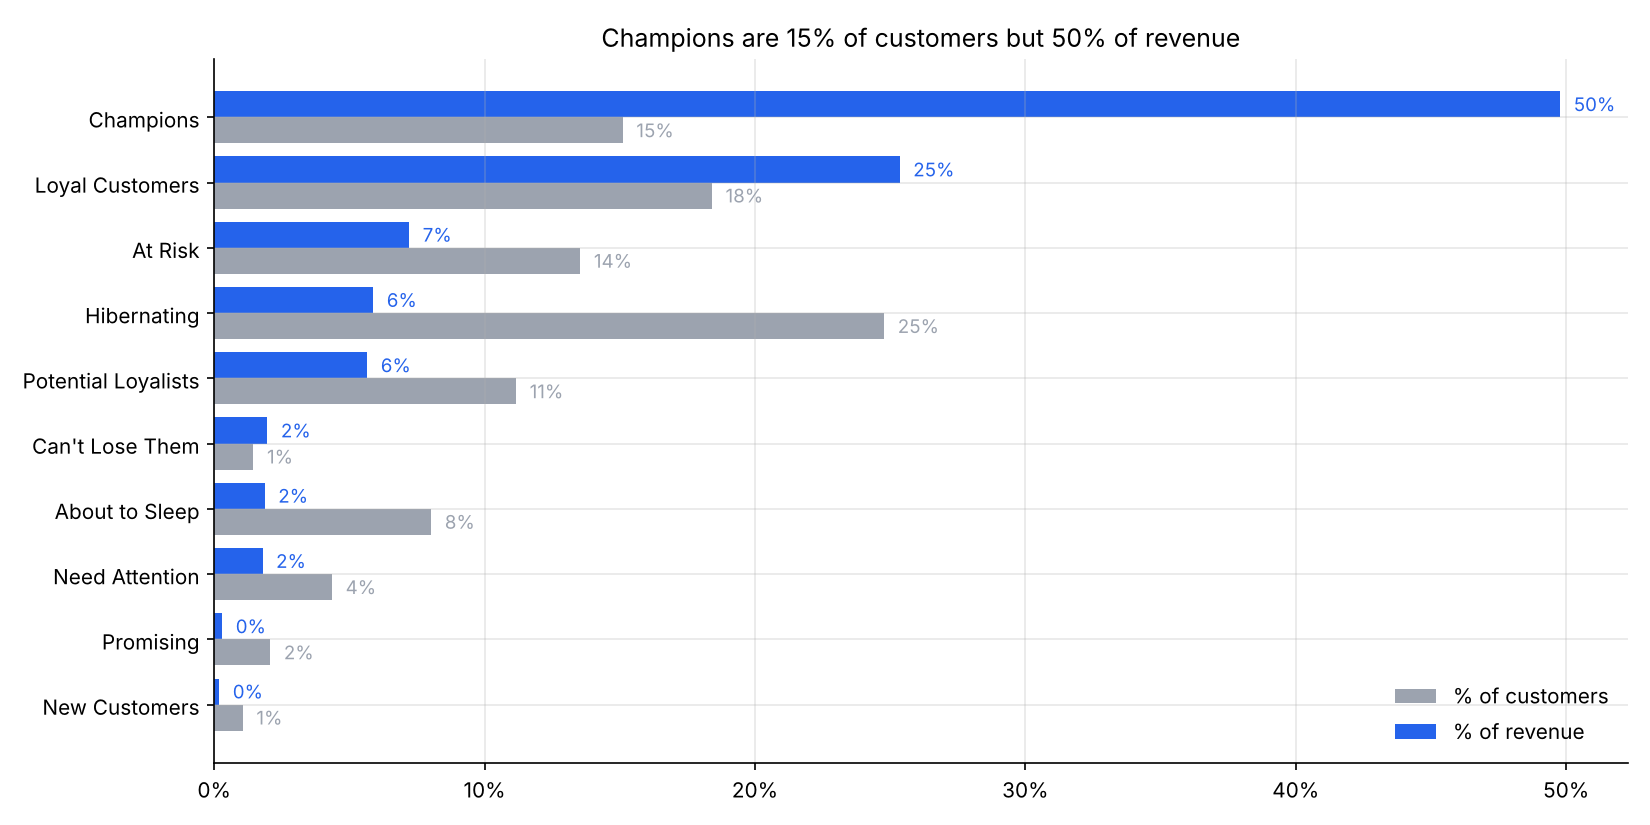 Champions are 15% of customers but 50% of revenue
Champions
50%
15%
Loyal Customers
25%
18%
At Risk
7%
14%
Hibernating
6%
25%
Potential Loyalists
6%
11%
Can't Lose Them
2%
1%
About to Sleep
2%
8%
Need Attention
2%
4%
Promising
0%
2%
New Customers
0%
1%
% of customers
% of revenue
0% 10% 20% 30% 40% 50%